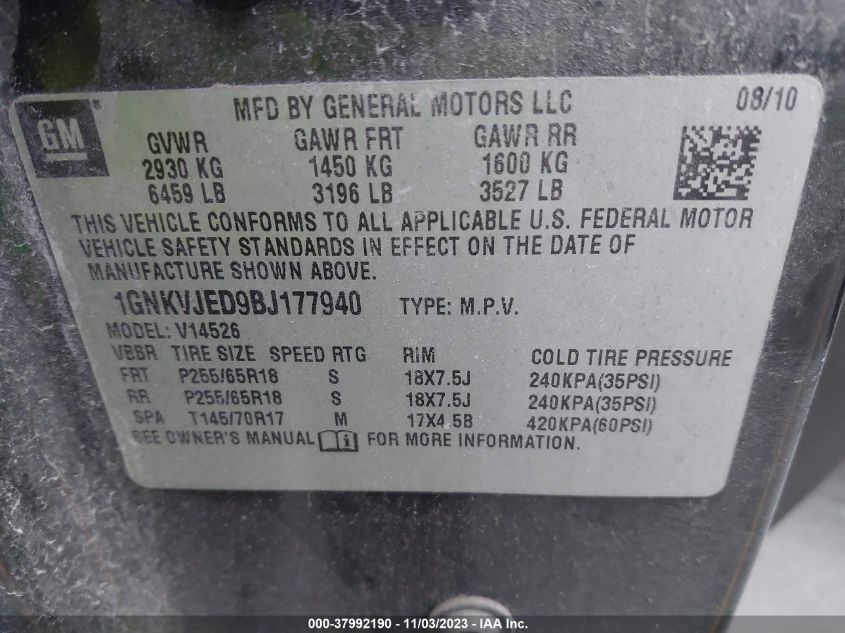 GM®
MFD BY GENERAL MOTORS LLC 08/10
GVWR GAWR FRT GAWR RR
2930 KG 1450 KG 1600 KG
6459 LB 3196 LB 3527 LB
THIS VEHICLE CONFORMS TO ALL APPLICABLE U.S. FEDERAL MOTOR
VEHICLE SAFETY STANDARDS IN EFFECT ON THE DATE OF
MANUFACTURE SHOWN ABOVE.
1GNKVJED9BJ177940 TYPE: M.P.V.
MODEL: V14526
VBBR TIRE SIZE SPEED RTG RIM COLD TIRE PRESSURE
FRT P255/65R18 S 18X7.5J 240KPA(35PSI)
RR P255/65R18 S 18X7.5J 240KPA(35PSI)
SPA T145/70R17 M 17X4.5B 420KPA(60PSI)
SEE OWNER'S MANUAL FOR MORE INFORMATION.
000-37992190 - 11/03/2023 - IAA Inc.